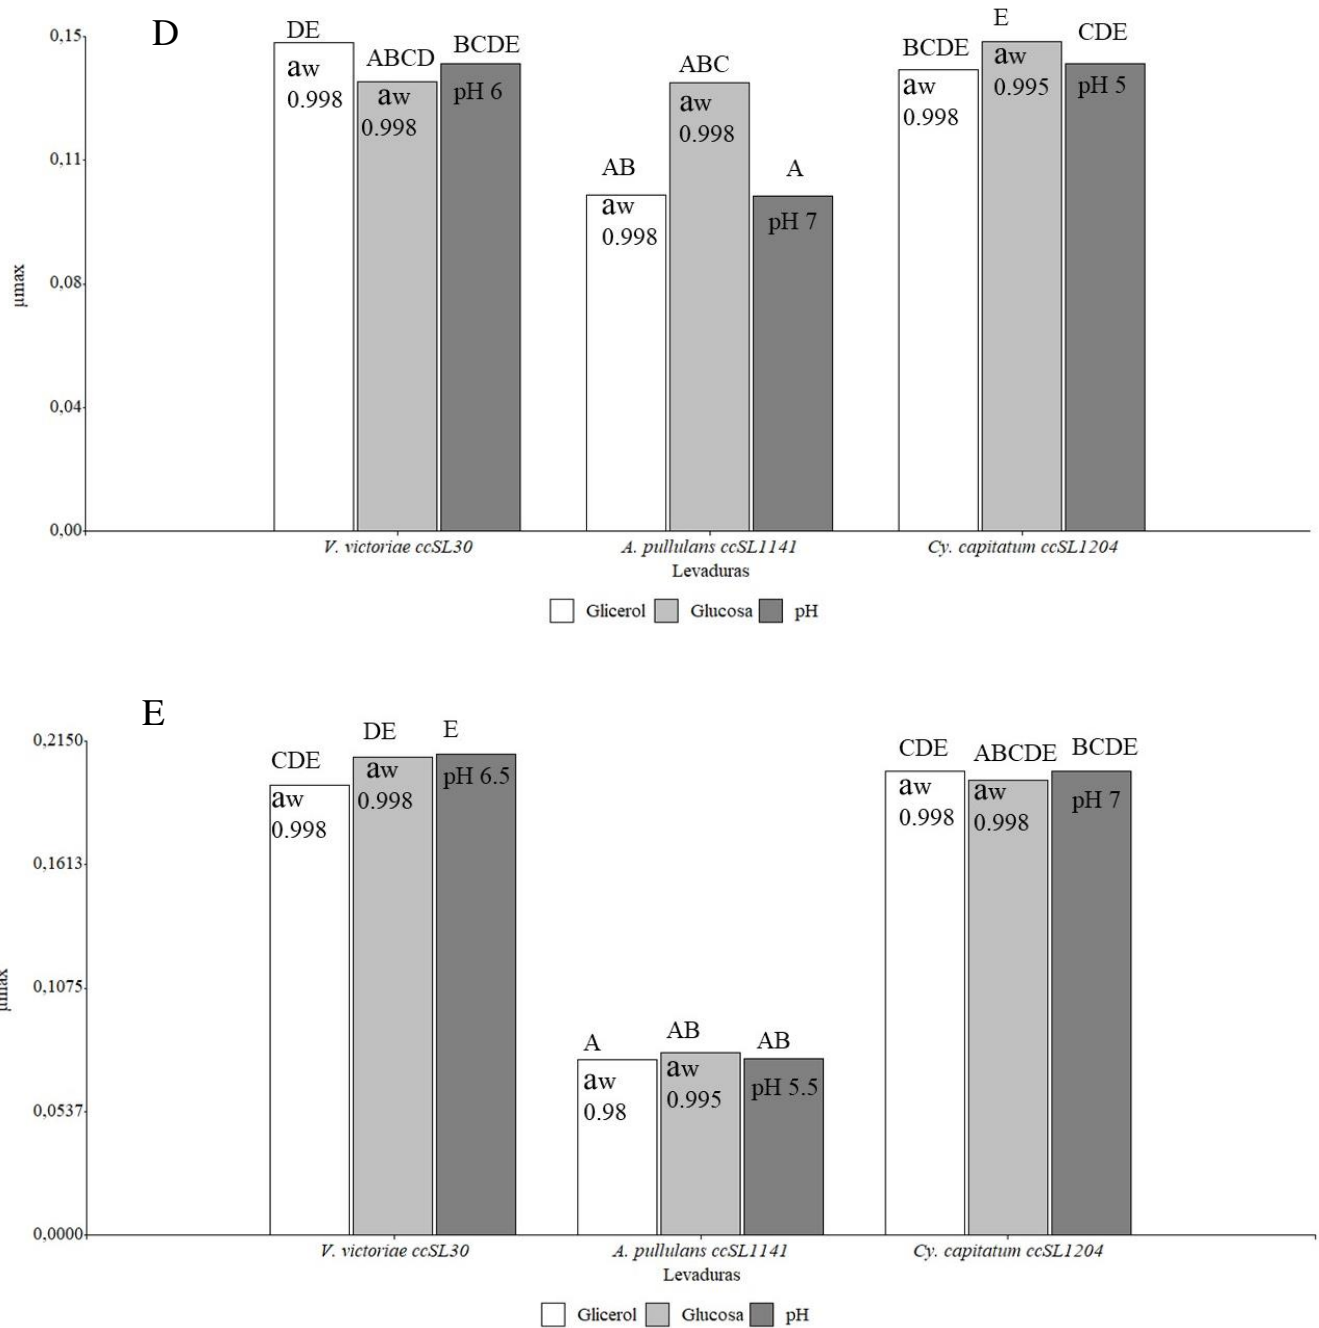 D
DE
ABCD
BCDE
ABC
AB
A
BCDE
E
CDE
aw
0.998
aw
0.998
pH 6
aw
0.998
aw
0.998
pH 7
aw
0.998
aw
0.995
pH 5
0,15
0,11
0,08
0,04
0,00
µmax
V. victoriae ccSL30
A. pullulans ccSL1141
Cy. capitatum ccSL1204
Levaduras
Glicerol Glucosa pH
E
CDE
DE
E
A
AB
AB
CDE
ABCDE
BCDE
aw
0.998
aw
0.998
pH 6.5
aw
0.98
aw
0.995
pH 5.5
aw
0.998
aw
0.998
pH 7
0,2150
0,1613
0,1075
0,0537
0,0000
µmax
V. victoriae ccSL30
A. pullulans ccSL1141
Cy. capitatum ccSL1204
Levaduras
Glicerol Glucosa pH